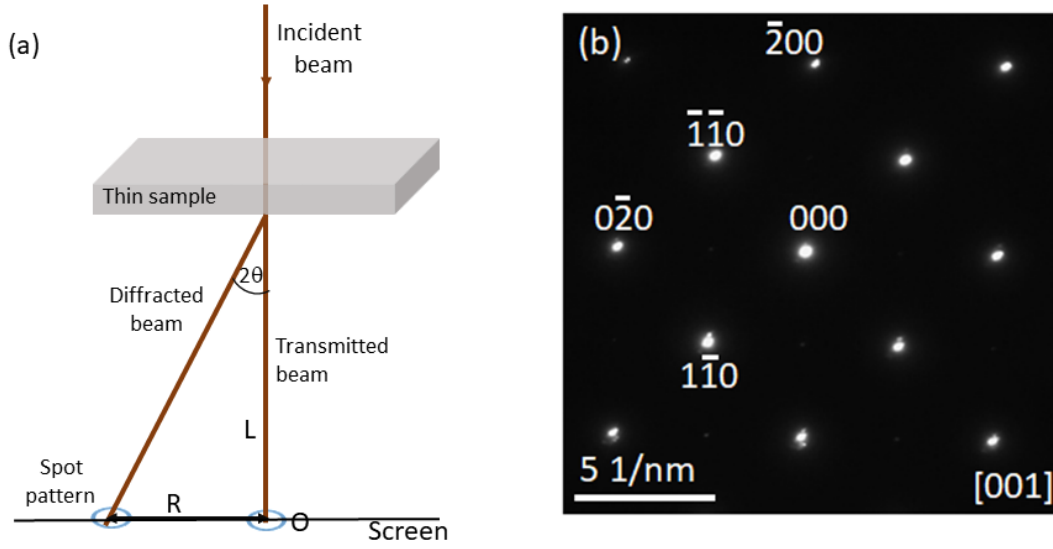 (a)
Incident
beam
Thin sample
2θ
Diffracted
beam
Transmitted
beam
L
Spot
pattern
R
O
Screen
(b)
2̅00
1̅1̅0
02̅0
000
11̅0
5 1/nm
[001]